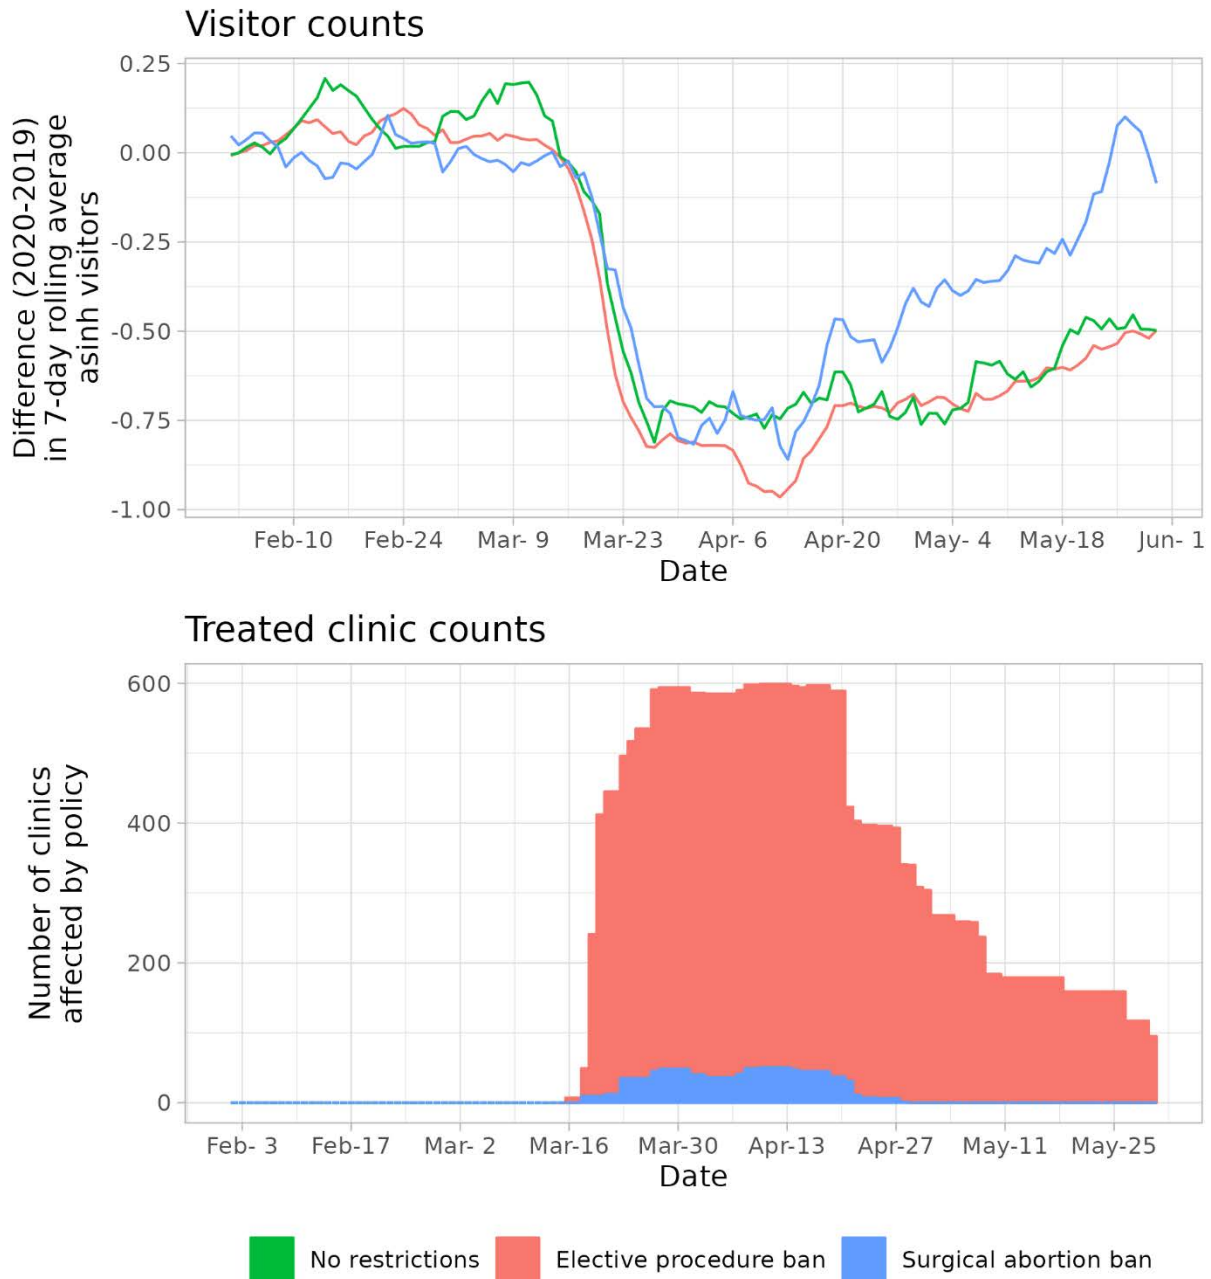 Visitor counts
Difference (2020-2019)
in 7-day rolling average
asinh visitors
0.25
0.00
-0.25
-0.50
-0.75
-1.00
Feb-10 Feb-24 Mar- 9 Mar-23 Apr- 6 Apr-20 May- 4 May-18 Jun- 1
Date
Treated clinic counts
Number of clinics
affected by policy
600
400
200
0
Feb- 3 Feb-17 Mar- 2 Mar-16 Mar-30 Apr-13 Apr-27 May-11 May-25
Date
No restrictions Elective procedure ban Surgical abortion ban